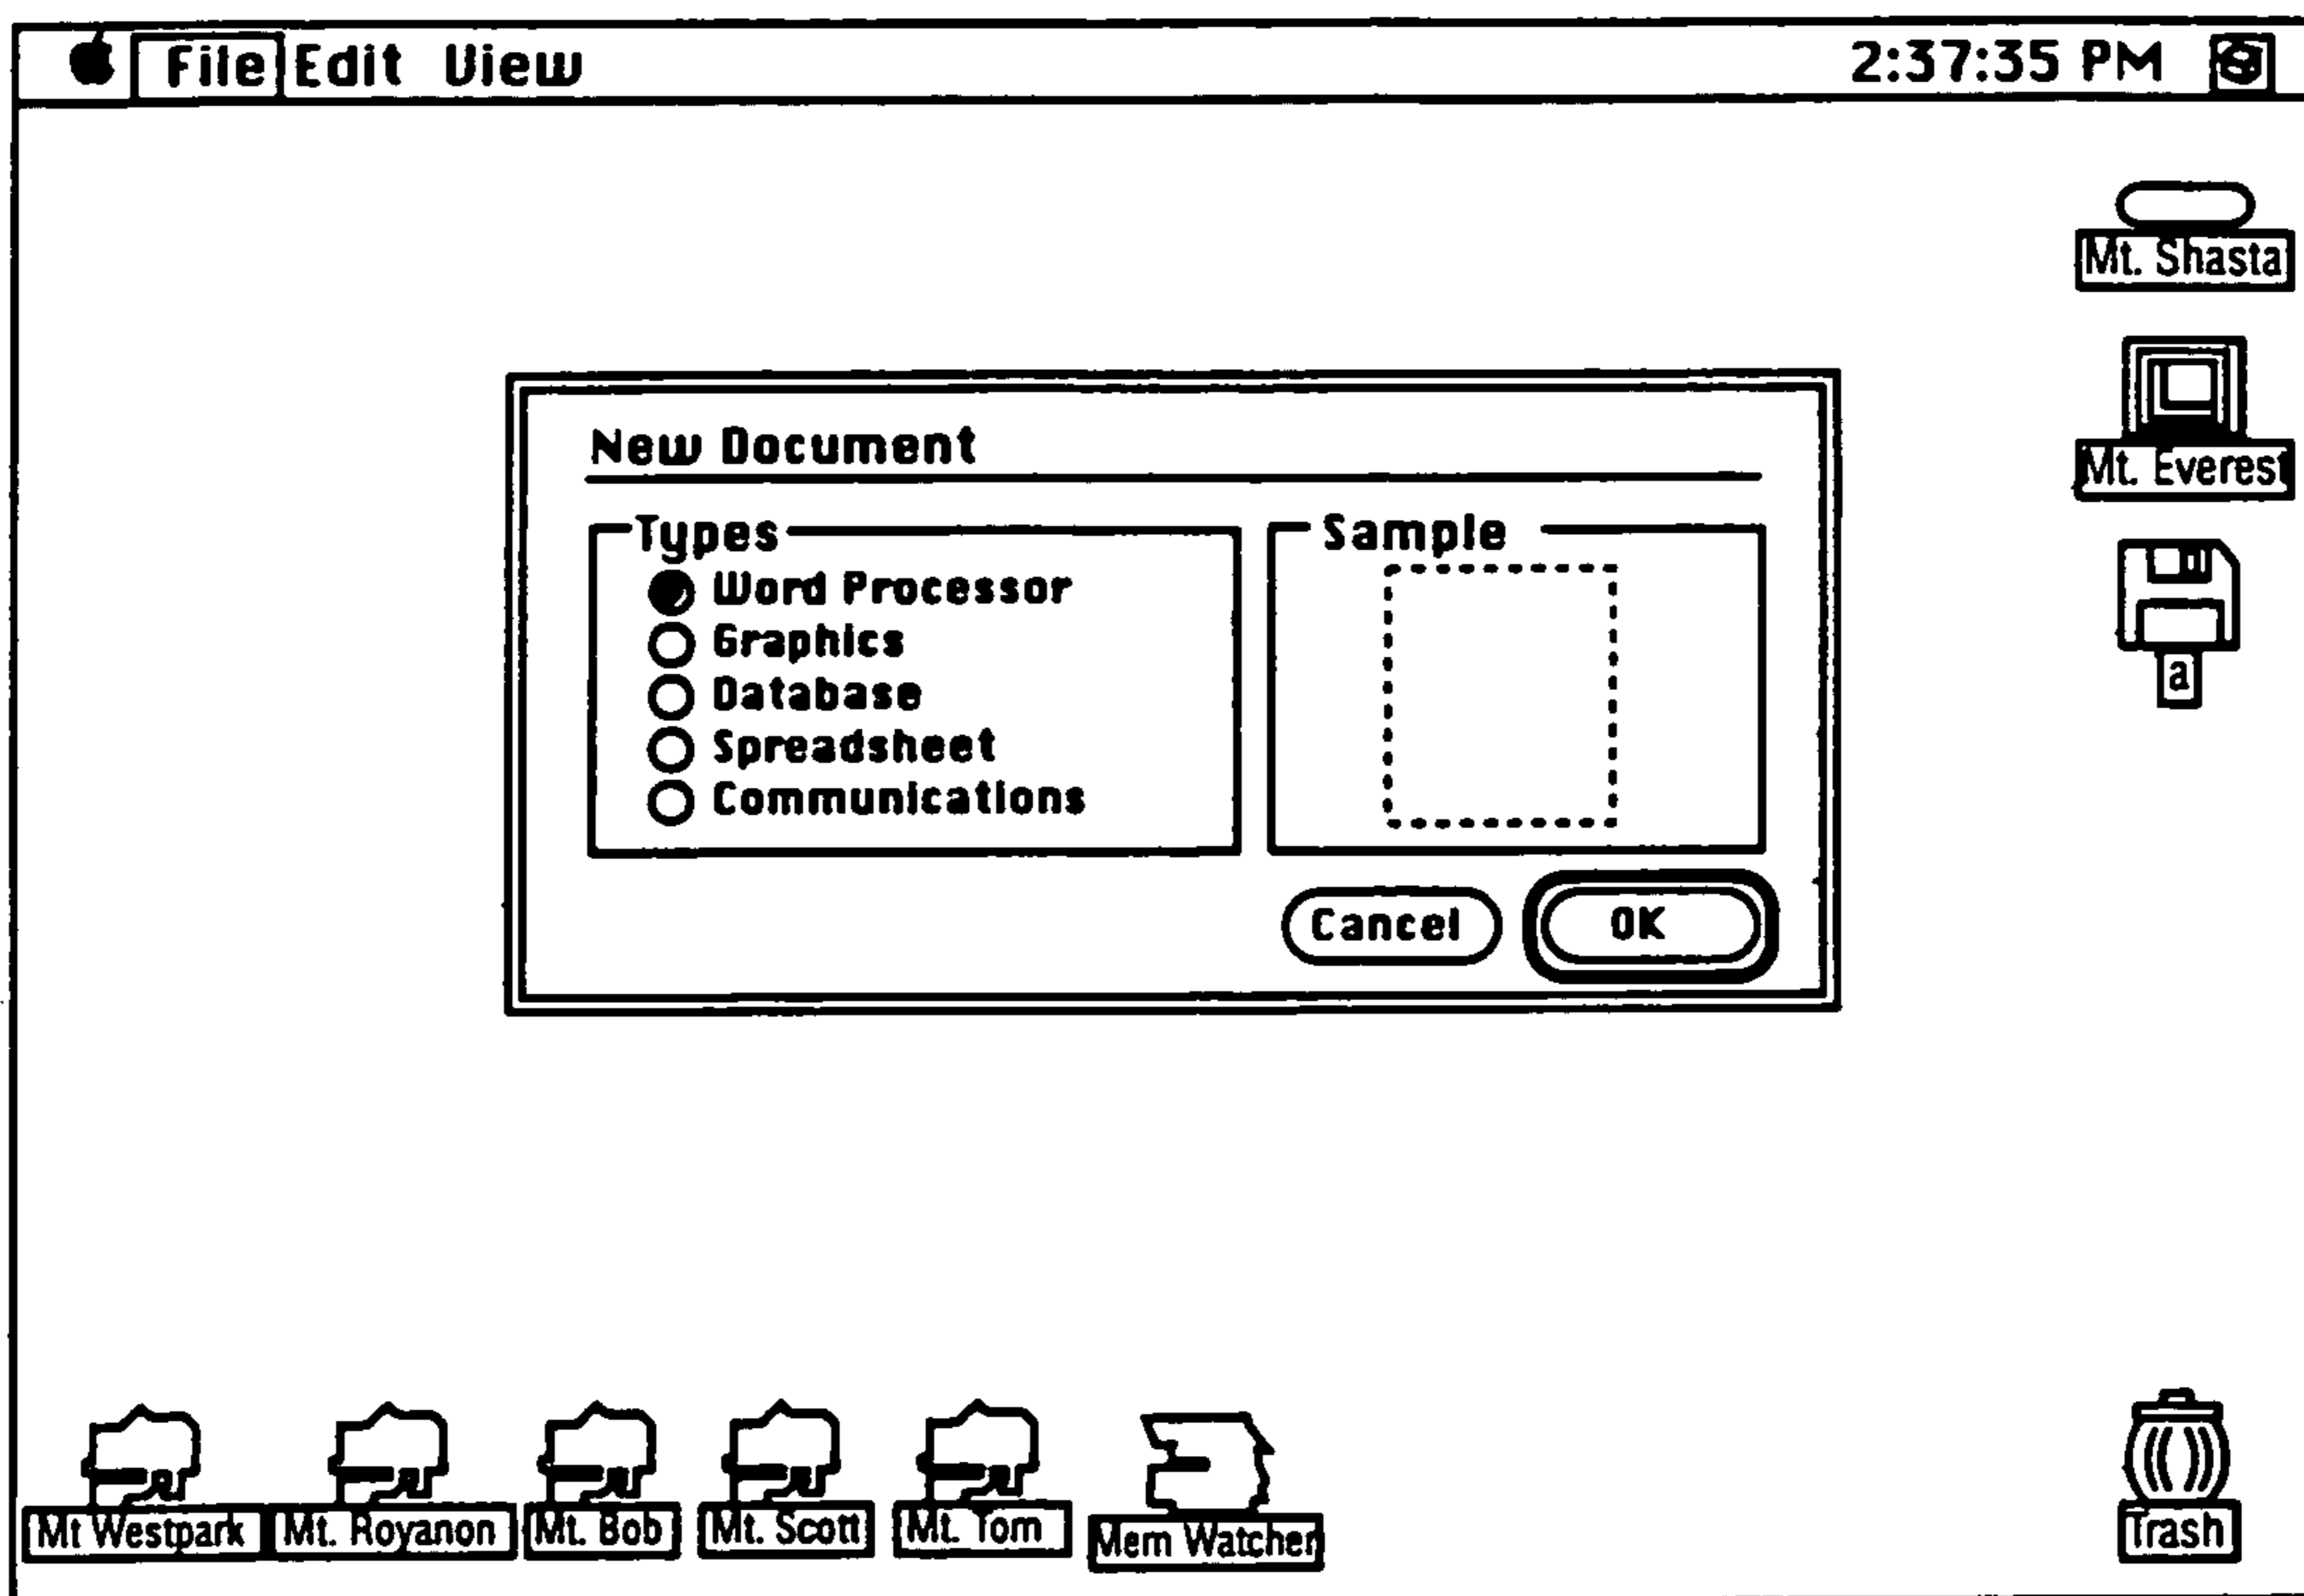 File Edit View 2:37:35 PM
Mt. Shasta
Mt. Everest
a
New Document
Types
Word Processor
Graphics
Database
Spreadsheet
Communications
Sample
Cancel OK
Mt Westpark Mt. Royanon Mt. Bob Mt. Scott Mt. Tom Mem Watcher Trash